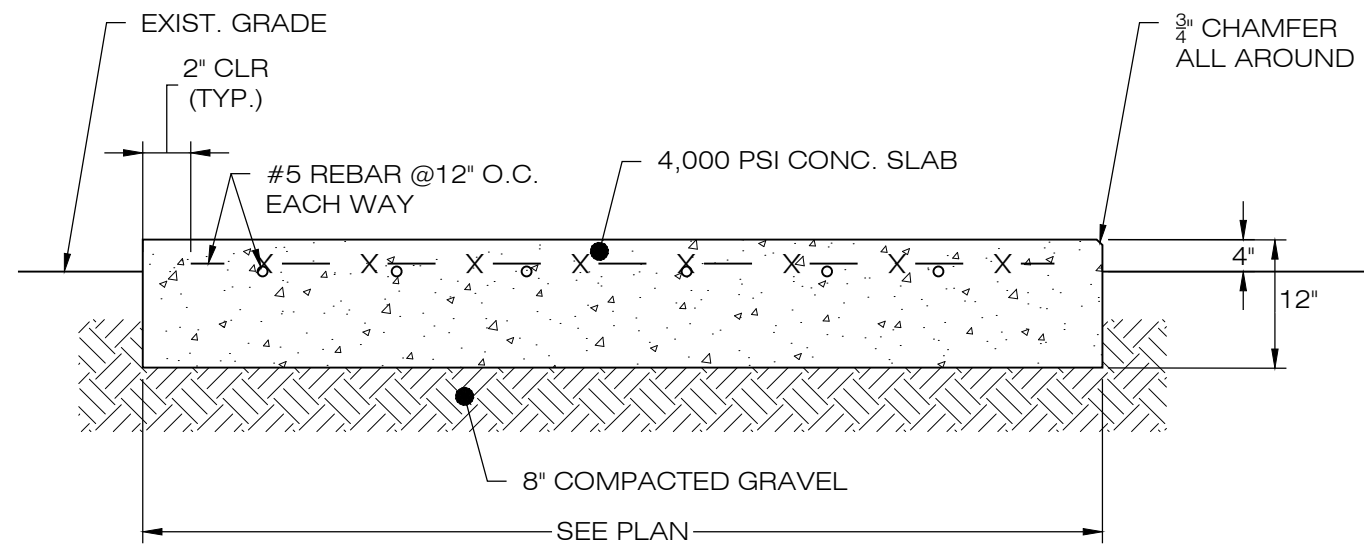 EXIST. GRADE
2" CLR
(TYP.)
#5 REBAR @12" O.C.
EACH WAY
4,000 PSI CONC. SLAB
3/4" CHAMFER
ALL AROUND
4"
12"
8" COMPACTED GRAVEL
SEE PLAN